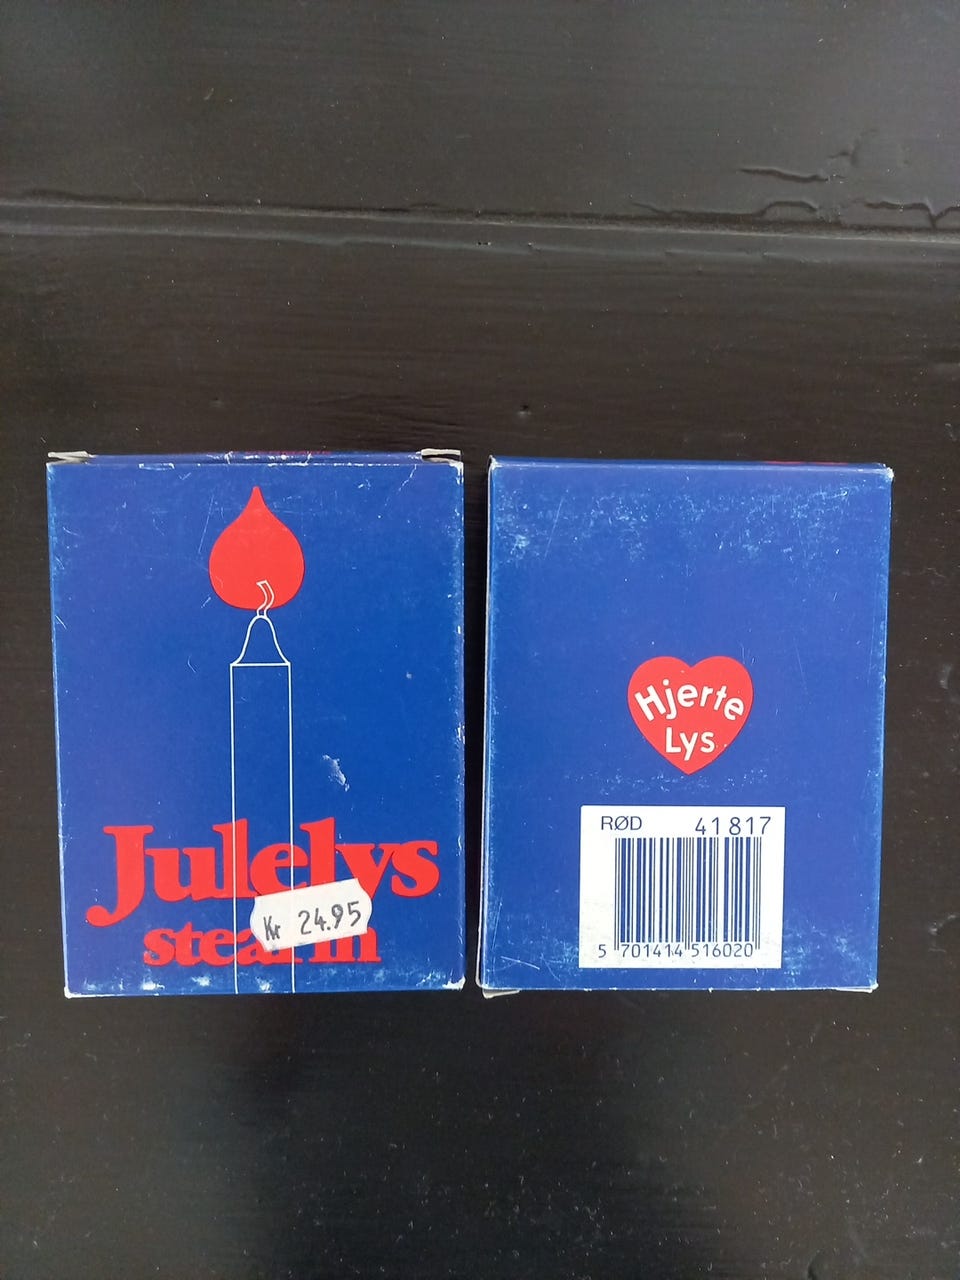 Julelys
stearin
Kr 24.95
Hjerte
Lys
RØD 41817
5 701414 516020